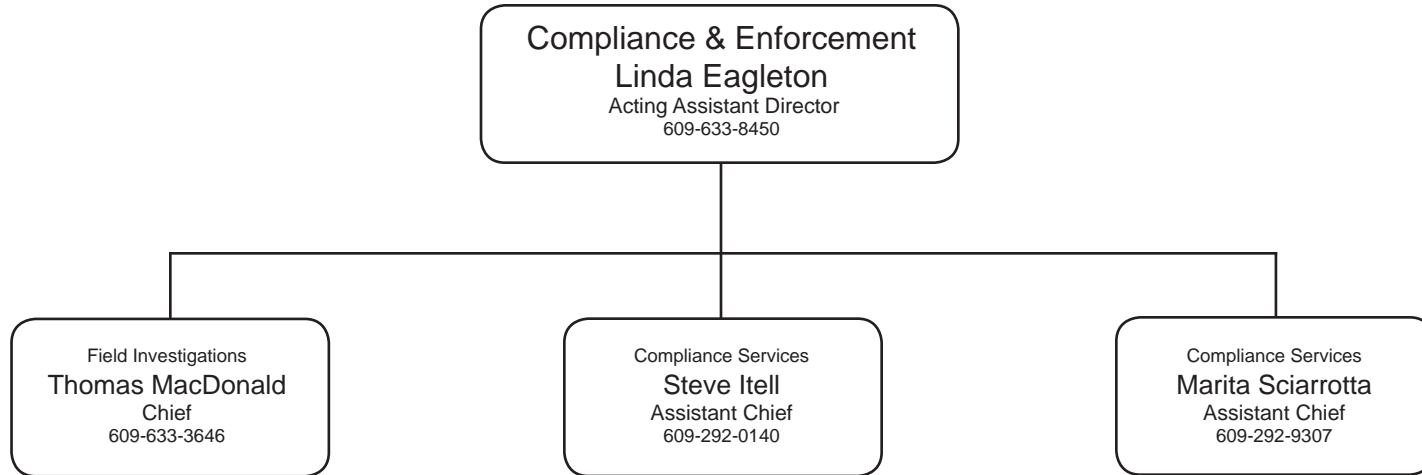 Compliance & Enforcement
Linda Eagleton
Acting Assistant Director
609-633-8450
Field Investigations
Thomas MacDonald
Chief
609-633-3646
Compliance Services
Steve Itell
Assistant Chief
609-292-0140
Compliance Services
Marita Sciarrotta
Assistant Chief
609-292-9307